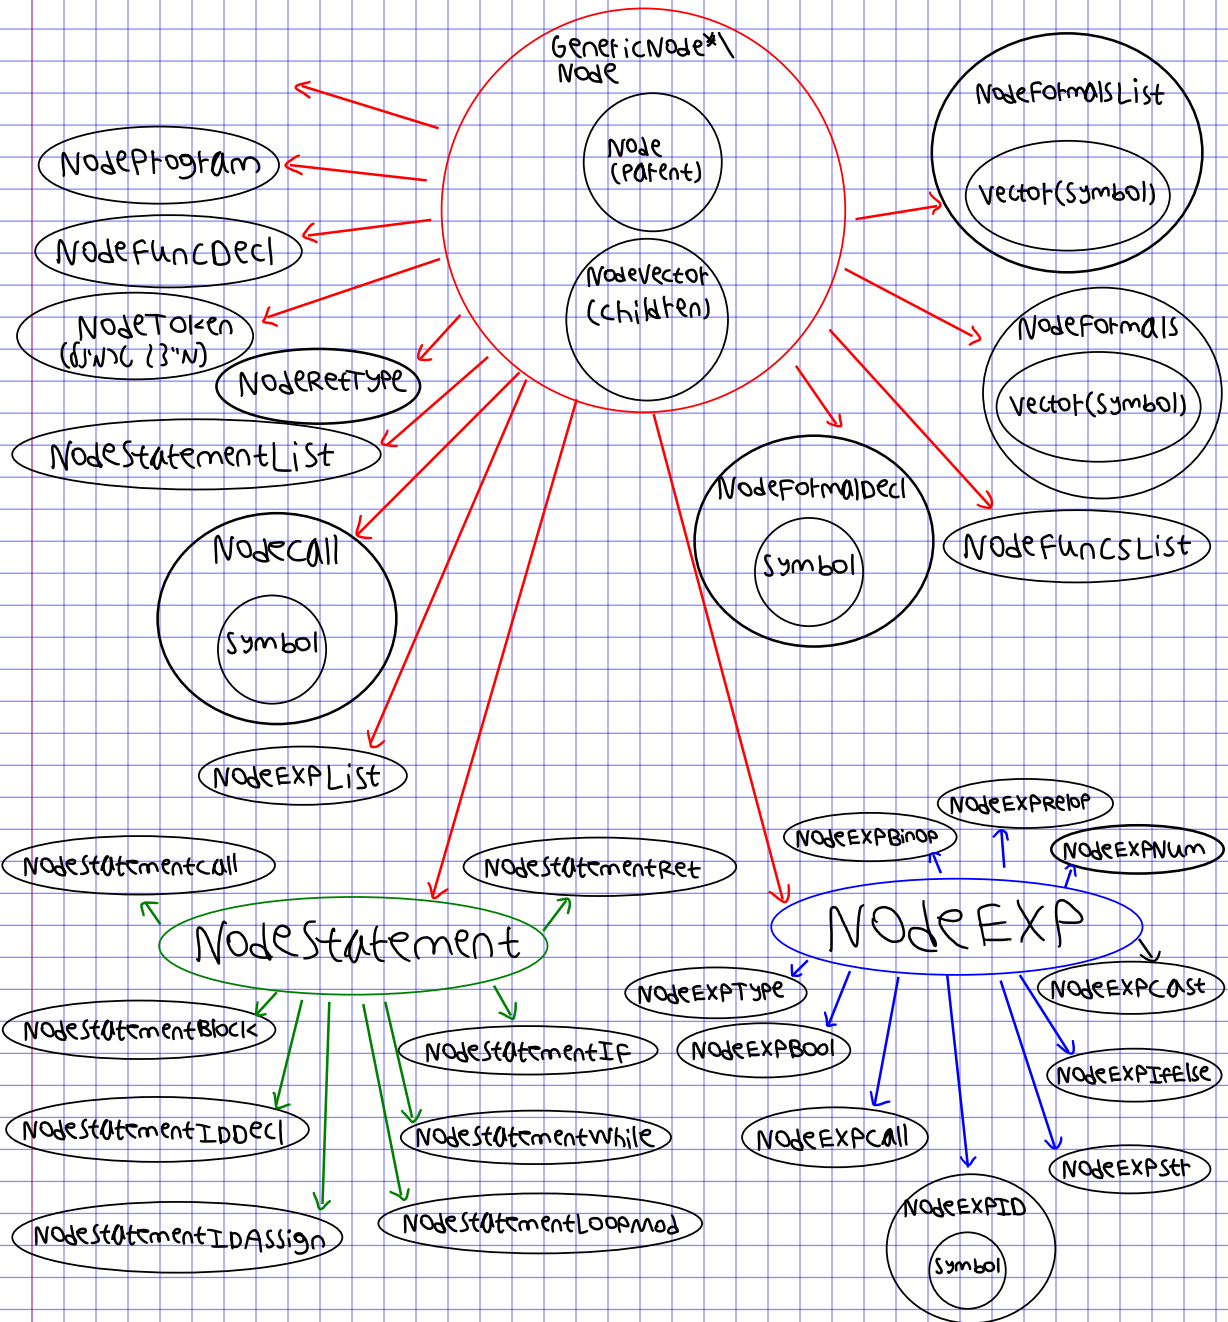 GenericNode*\
Node
Node
(parent)
NodeVector
(children)
NodeProgram
NodeFuncDecl
NodeToken
NodeRetType
NodeStatementList
NodeCall
Symbol
NodeExpList
NodeFormalsList
Vector(Symbol)
NodeFormals
Vector(Symbol)
NodeFormalDecl
Symbol
NodeFuncsList
NodeStatementCall
NodeStatementRet
NodeStatement
NodeStatementBlock
NodeStatementIF
NodeStatementIDDecl
NodeStatementWhile
NodeStatementIDAssign
NodeStatementLoopMod
NodeExpRelop
NodeExpBinop
NodeExpNum
NodeEXP
NodeExpType
NodeExpCast
NodeExpBool
NodeExpIfElse
NodeExpCall
NodeExpStr
NodeExpID
Symbol